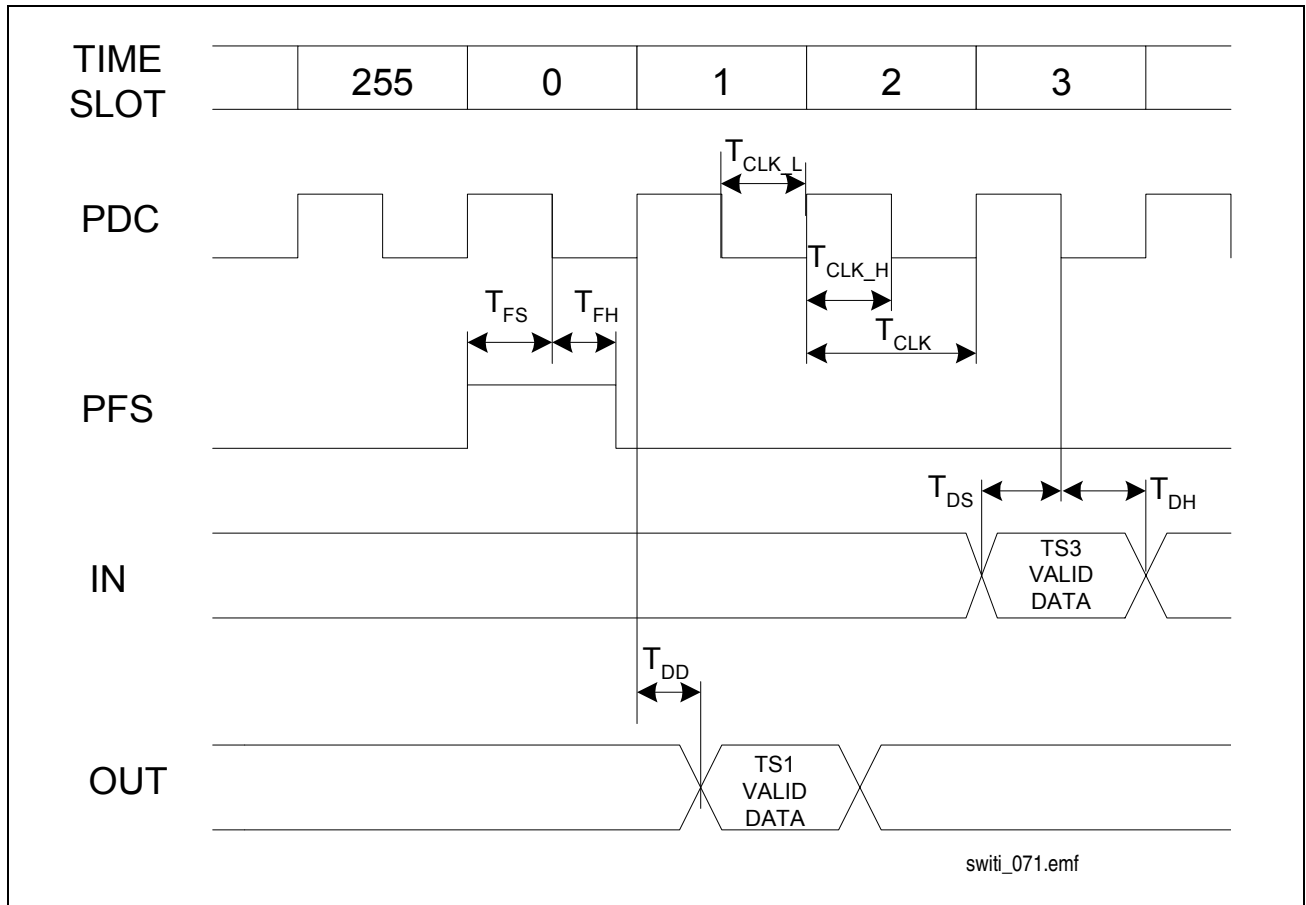 TIME
SLOT
255
0
1
2
3
T_CLK_L
PDC
T_CLK_H
T_FS
T_FH
T_CLK
PFS
T_DS
T_DH
IN
TS3
VALID
DATA
T_DD
OUT
TS1
VALID
DATA
switi_071.emf